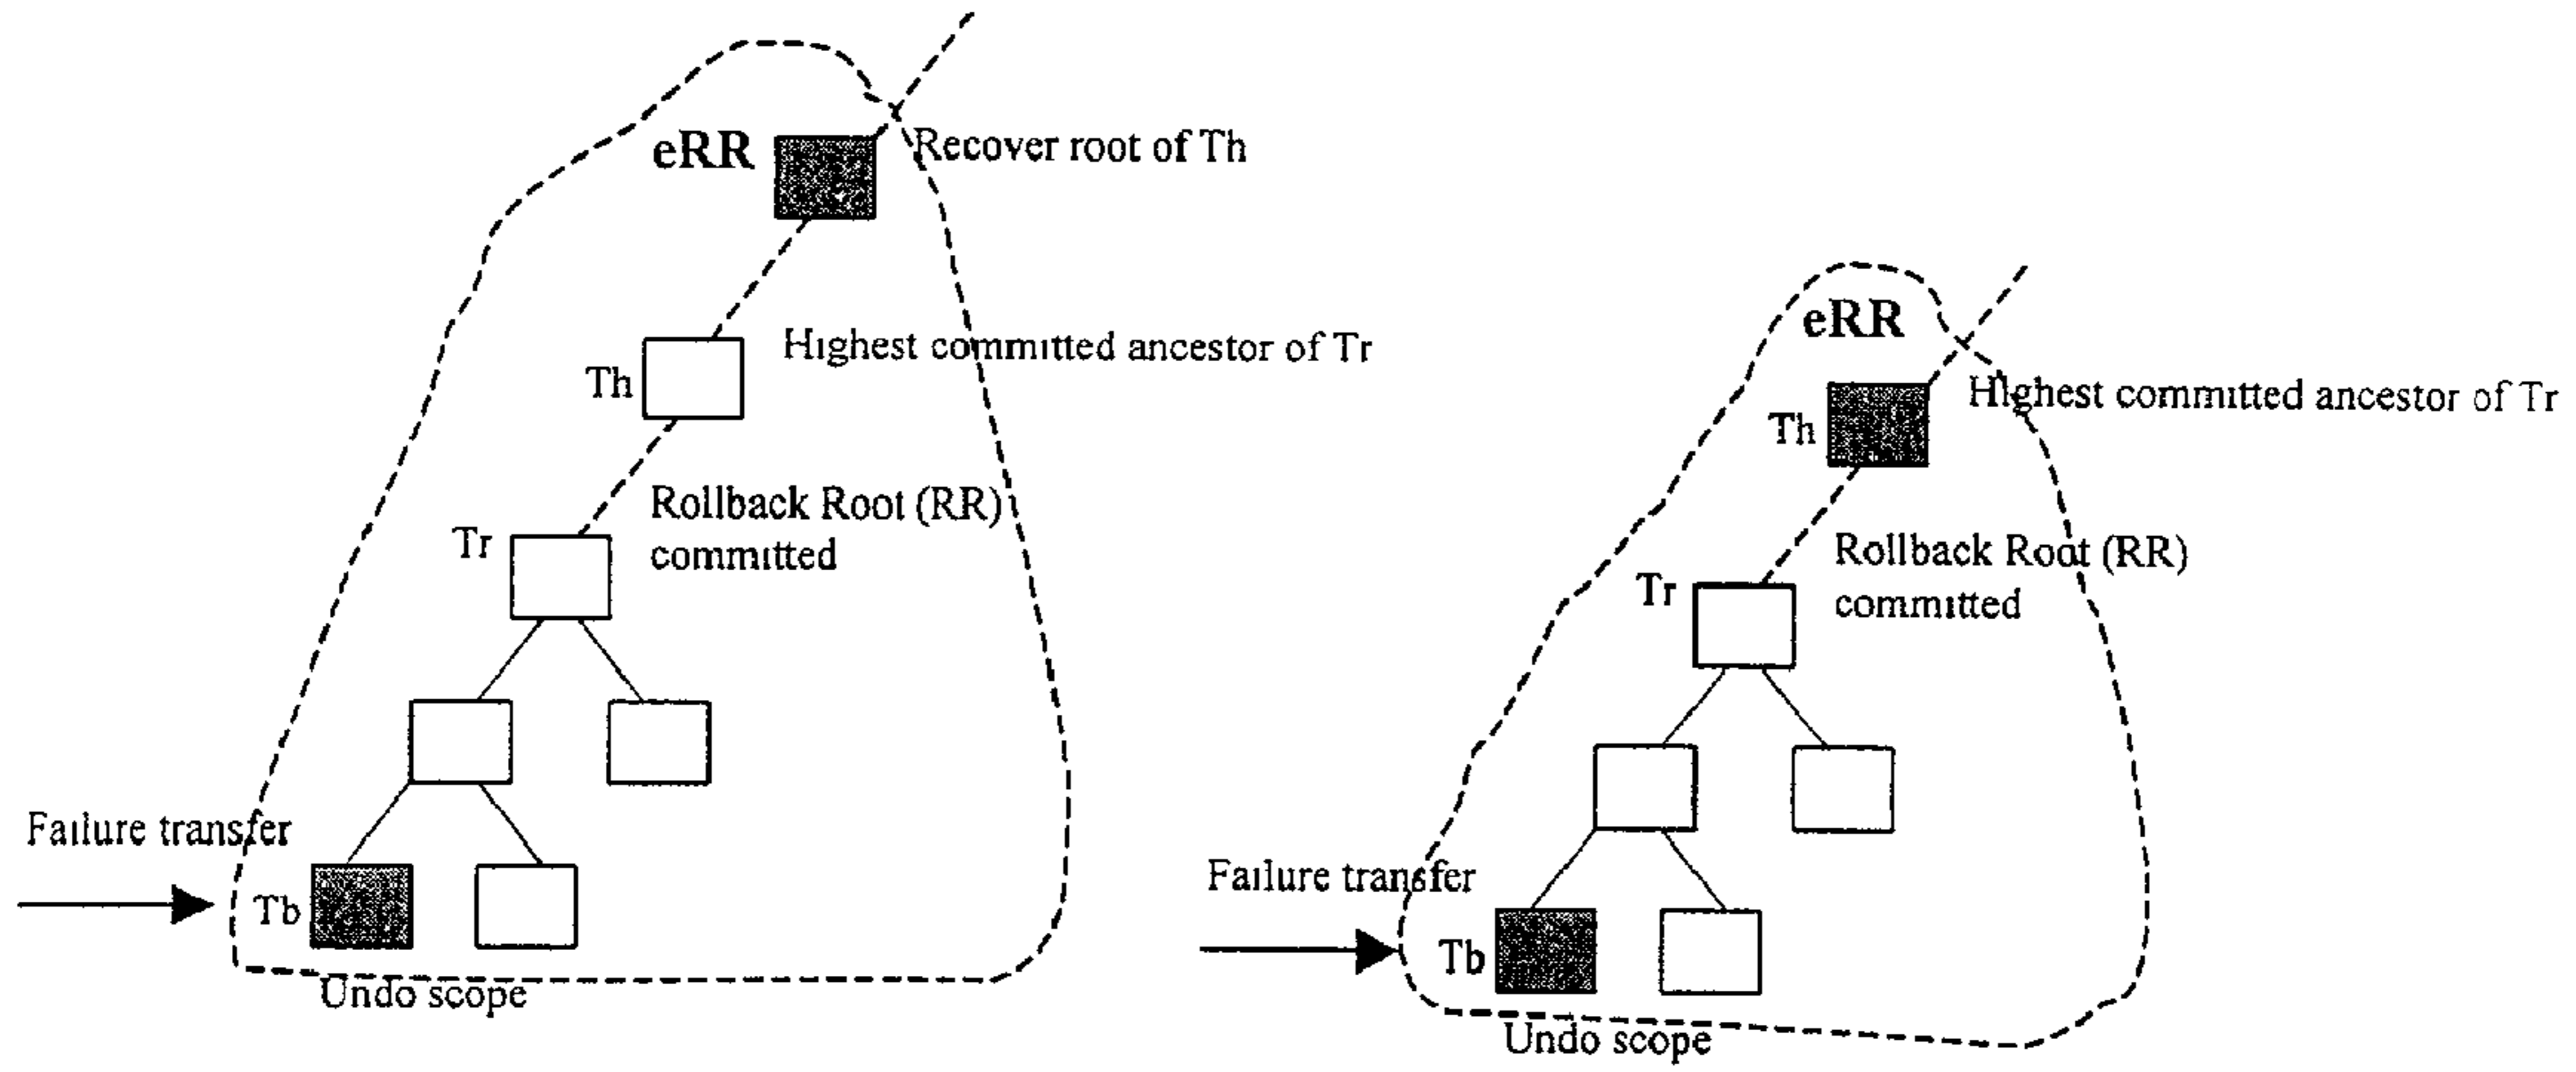 eRR
Recover root of Th
Highest committed ancestor of Tr
Th
Rollback Root (RR)
committed
Tr
Failure transfer
Tb
Undo scope
eRR
Highest committed ancestor of Tr
Th
Rollback Root (RR)
committed
Tr
Failure transfer
Tb
Undo scope